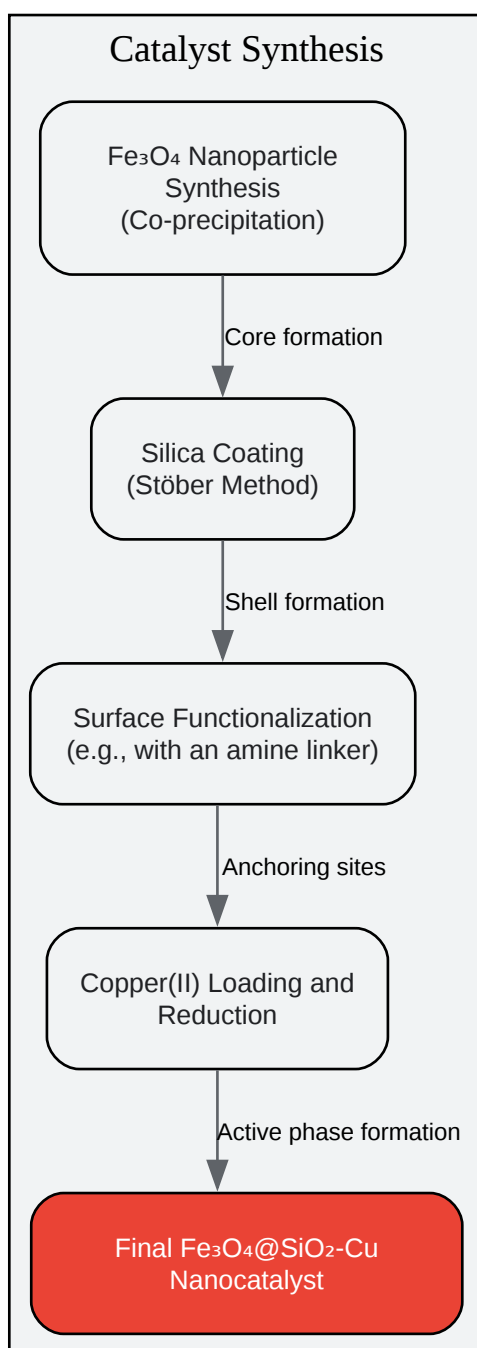 Catalyst Synthesis
Fe₃O₄ Nanoparticle
Synthesis
(Co-precipitation)
Core formation
Silica Coating
(Stöber Method)
Shell formation
Surface Functionalization
(e.g., with an amine linker)
Anchoring sites
Copper(II) Loading and
Reduction
Active phase formation
Final Fe₃O₄@SiO₂-Cu
Nanocatalyst